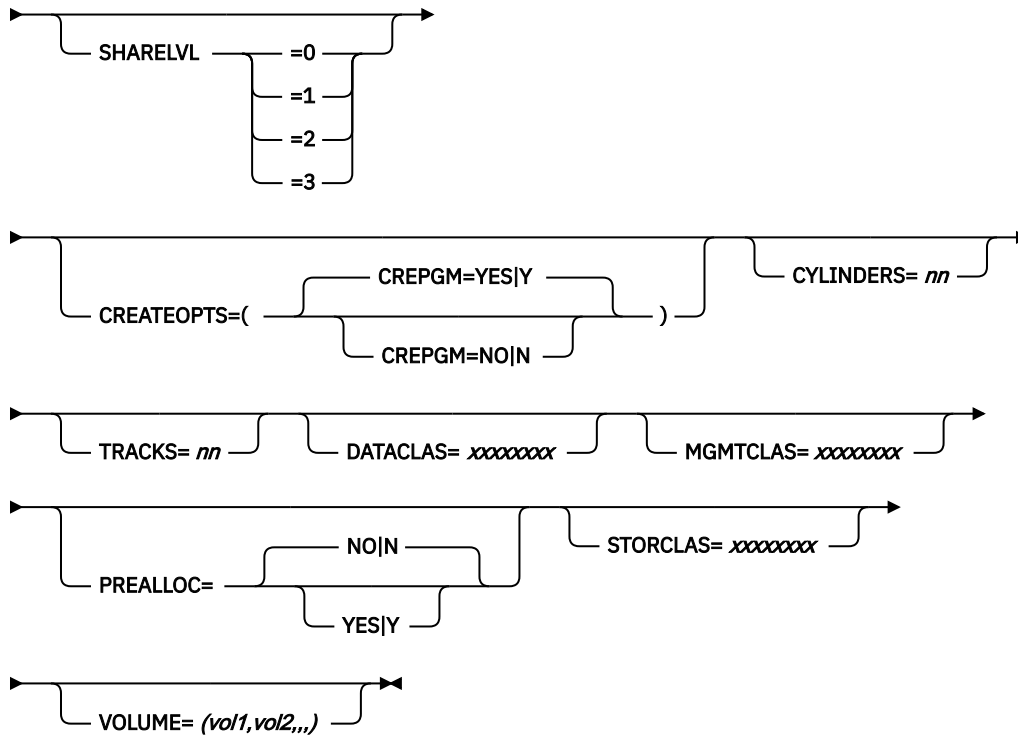 SHARELVL =0
=1
=2
=3
CREPGM=YES|Y
CYLINDERS= nn
CREATEOPTS=( )
CREPGM=NO|N
TRACKS= nn DATACLAS= xxxxxxxx MGMTCLAS= xxxxxxxx
NO|N
STORCLAS= xxxxxxxx
PREALLOC=
YES|Y
VOLUME= (vol1,vol2,,,)